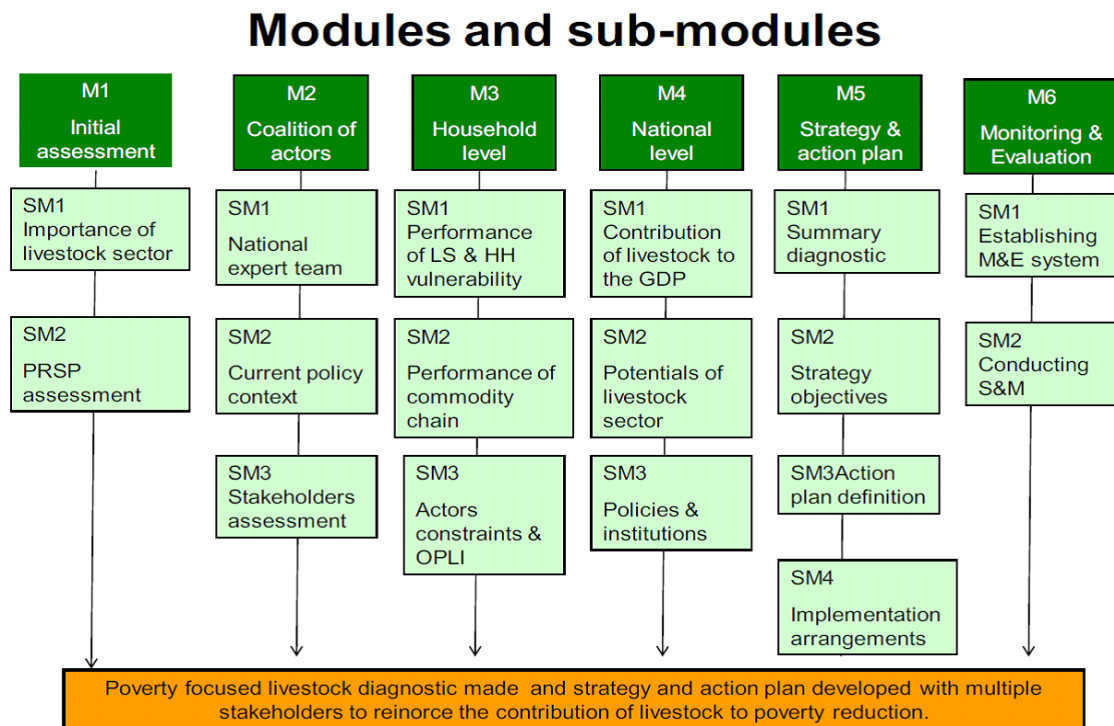 Modules and sub-modules
M1
Initial
assessment
SM1
Importance of
livestock sector
SM2
PRSP
assessment
M2
Coalition of
actors
SM1
National
expert team
SM2
Current policy
context
SM3
Stakeholders
assessment
M3
Household
level
SM1
Performance
of LS & HH
vulnerability
SM2
Performance of
commodity
chain
SM3
Actors
constraints &
OPLI
M4
National
level
SM1
Contribution
of livestock to
the GDP
SM2
Potentials of
livestock
sector
SM3
Policies &
institutions
M5
Strategy &
action plan
SM1
Summary
diagnostic
SM2
Strategy
objectives
SM3Action
plan definition
SM4
Implementation
arrangements
M6
Monitoring &
Evaluation
SM1
Establishing
M&E system
SM2
Conducting
S&M
Poverty focused livestock diagnostic made and strategy and action plan developed with multiple
stakeholders to reinorce the contribution of livestock to poverty reduction.